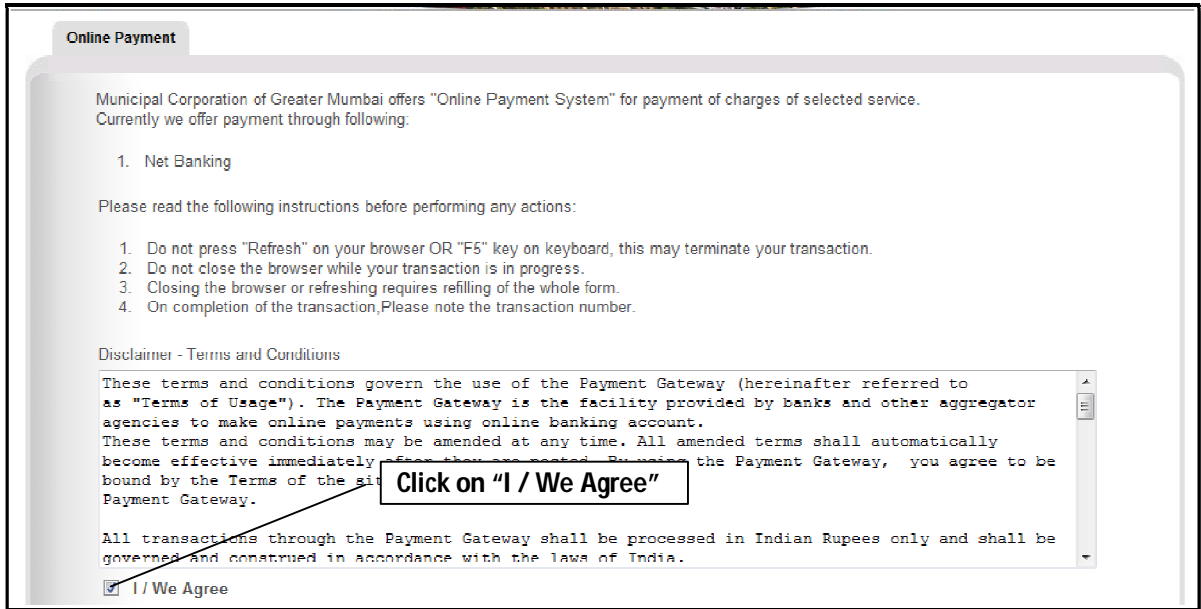 Online Payment
Municipal Corporation of Greater Mumbai offers "Online Payment System" for payment of charges of selected service.
Currently we offer payment through following:
1. Net Banking
Please read the following instructions before performing any actions:
1. Do not press "Refresh" on your browser OR "F5" key on keyboard, this may terminate your transaction.
2. Do not close the browser while your transaction is in progress.
3. Closing the browser or refreshing requires refilling of the whole form.
4. On completion of the transaction,Please note the transaction number.
Disclaimer - Terms and Conditions
These terms and conditions govern the use of the Payment Gateway (hereinafter referred to
as "Terms of Usage"). The Payment Gateway is the facility provided by banks and other aggregator
agencies to make online payments using online banking account.
These terms and conditions may be amended at any time. All amended terms shall automatically
become effective immediately after they are posted. By using the Payment Gateway, you agree to be
bound by the Terms of the
Payment Gateway.
Click on “I / We Agree”
All transactions through the Payment Gateway shall be processed in Indian Rupees only and shall be
governed and construed in accordance with the laws of India.
I / We Agree